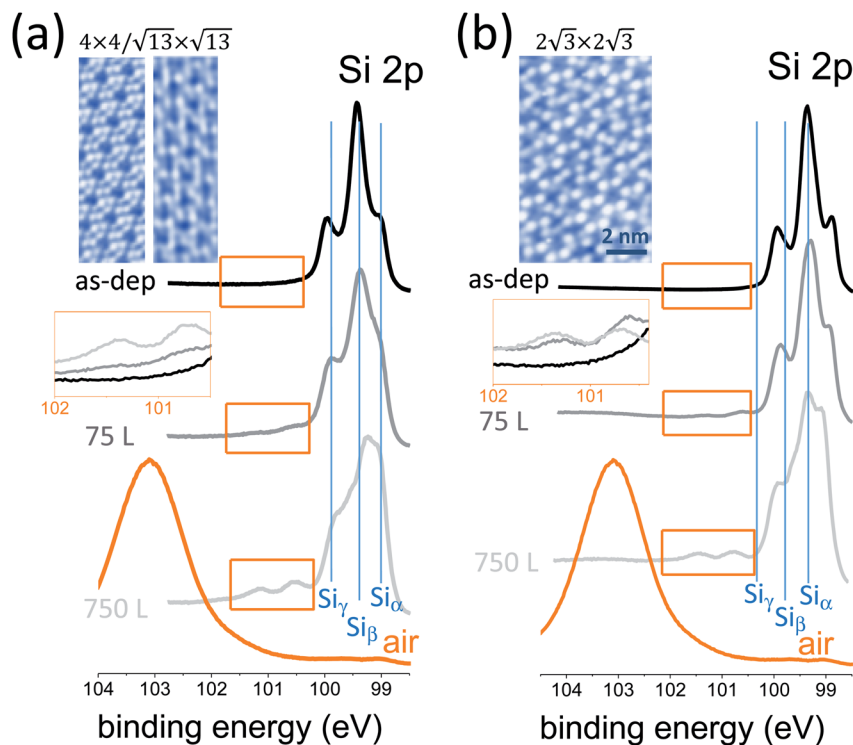 (a)
4×4/√13×√13
Si 2p
as-dep
102
101
75 L
750 L
Siγ
Siβ
Siα
air
104
103
102
101
100
99
binding energy (eV)
(b)
2√3×2√3
Si 2p
2 nm
as-dep
102
101
75 L
750 L
Siγ
Siβ
Siα
air
104
103
102
101
100
99
binding energy (eV)